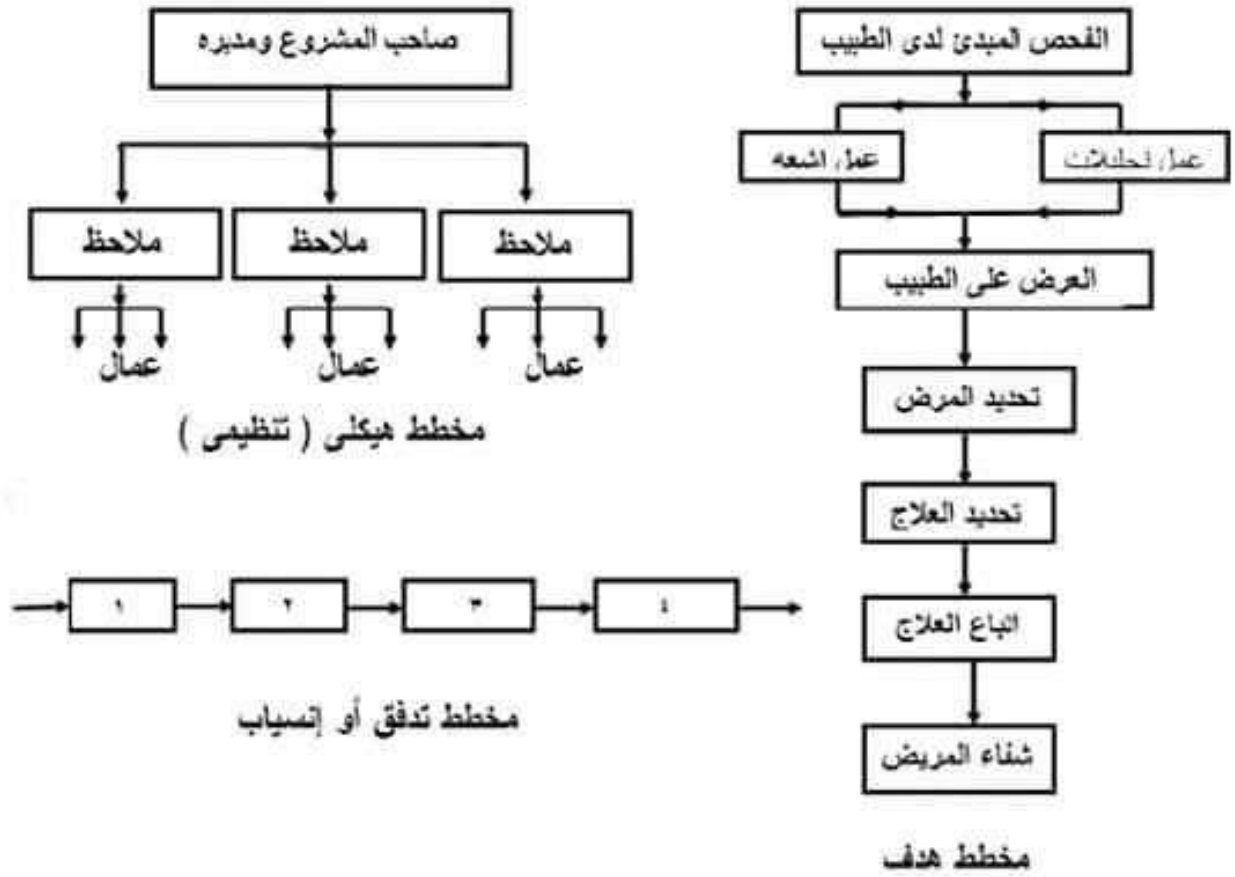 صاحب المشروع ومديره
ملاحظ
ملاحظ
ملاحظ
عمال
عمال
عمال
مخطط هيكلى ( تنظيمى )
١
٢
٣
٤
مخطط تدفق أو إنسياب
الفحص المبدئ لدى الطبيب
عمل تحليلات
عمل اشعه
العرض على الطبيب
تحديد المرض
تحديد العلاج
اتباع العلاج
شفاء المريض
مخطط هدف